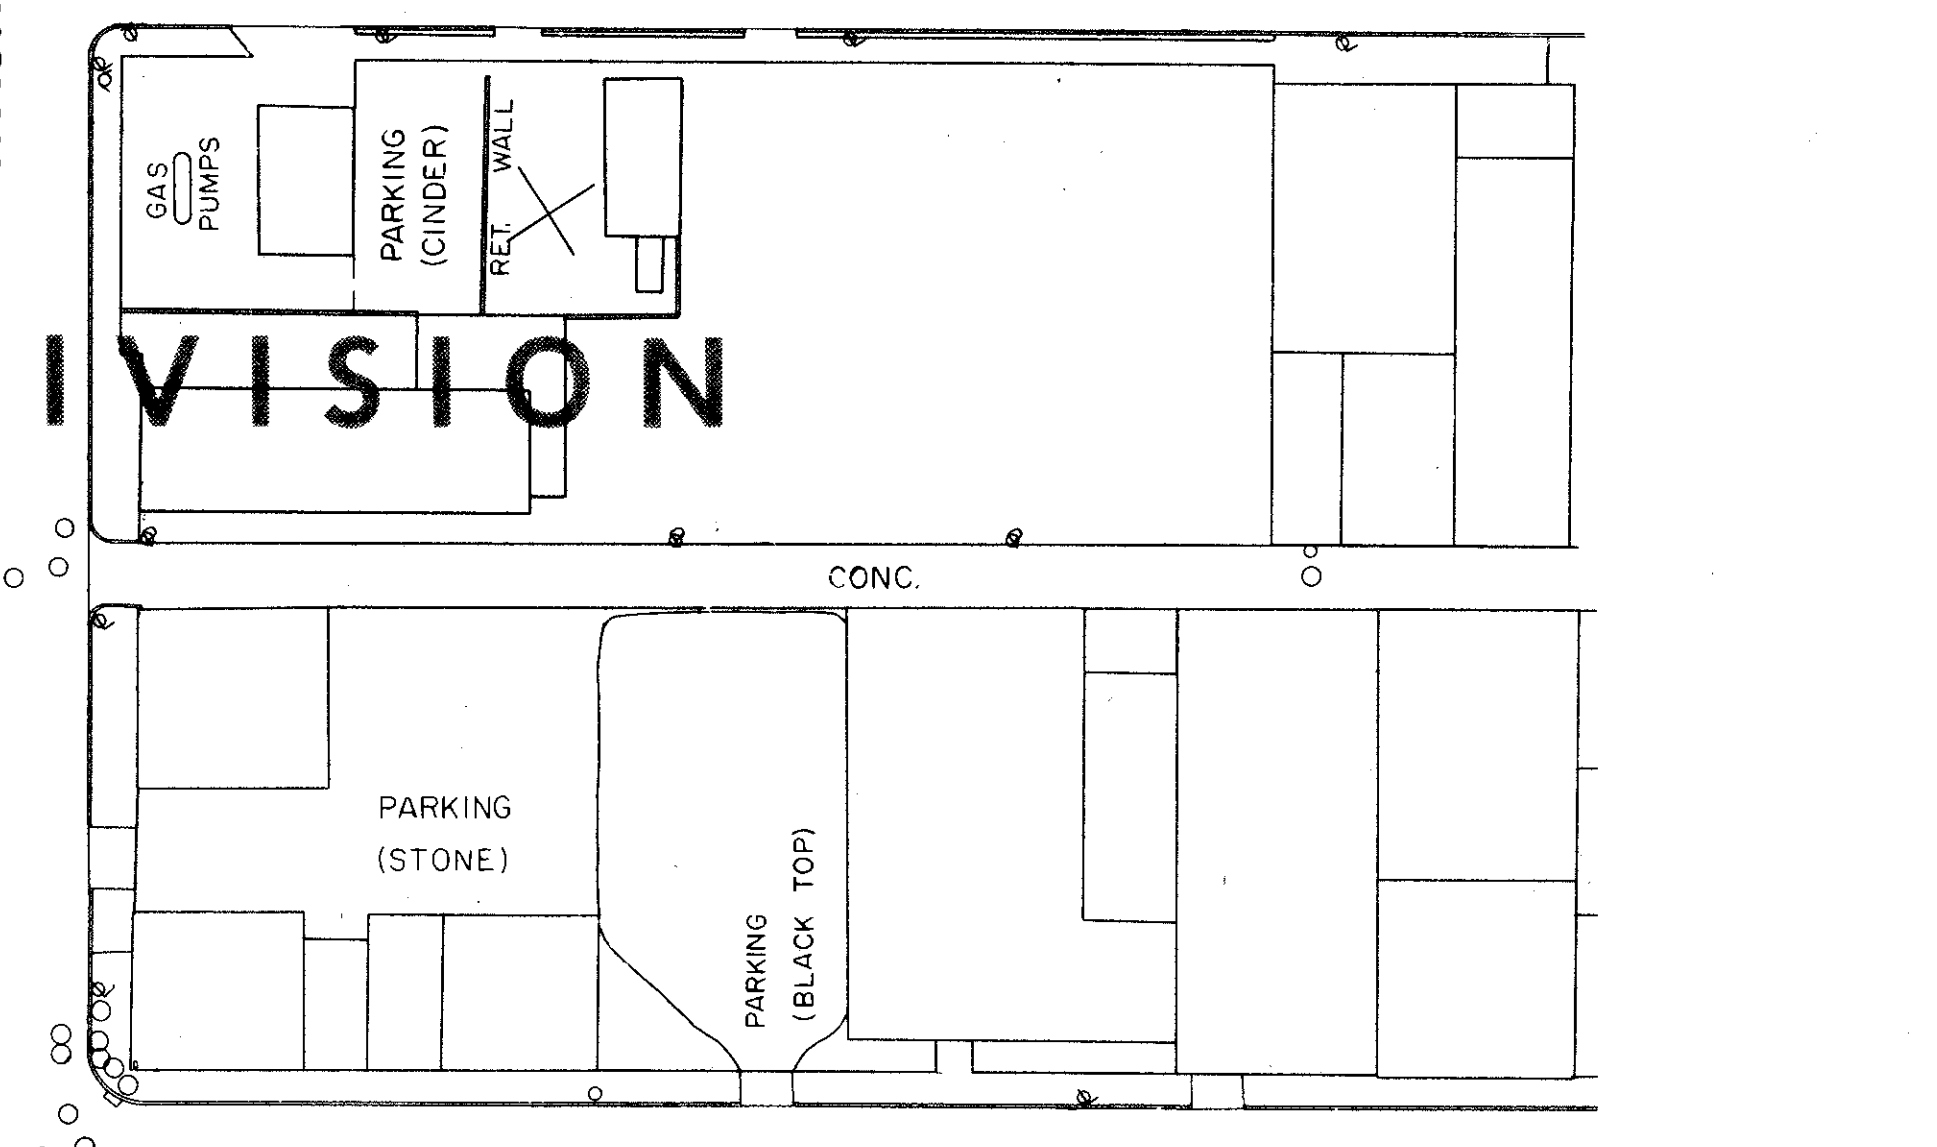 GAS
PUMPS
PARKING
(CINDER)
RET. WALL
IVISION
CONC.
PARKING
(STONE)
PARKING
(BLACK TOP)